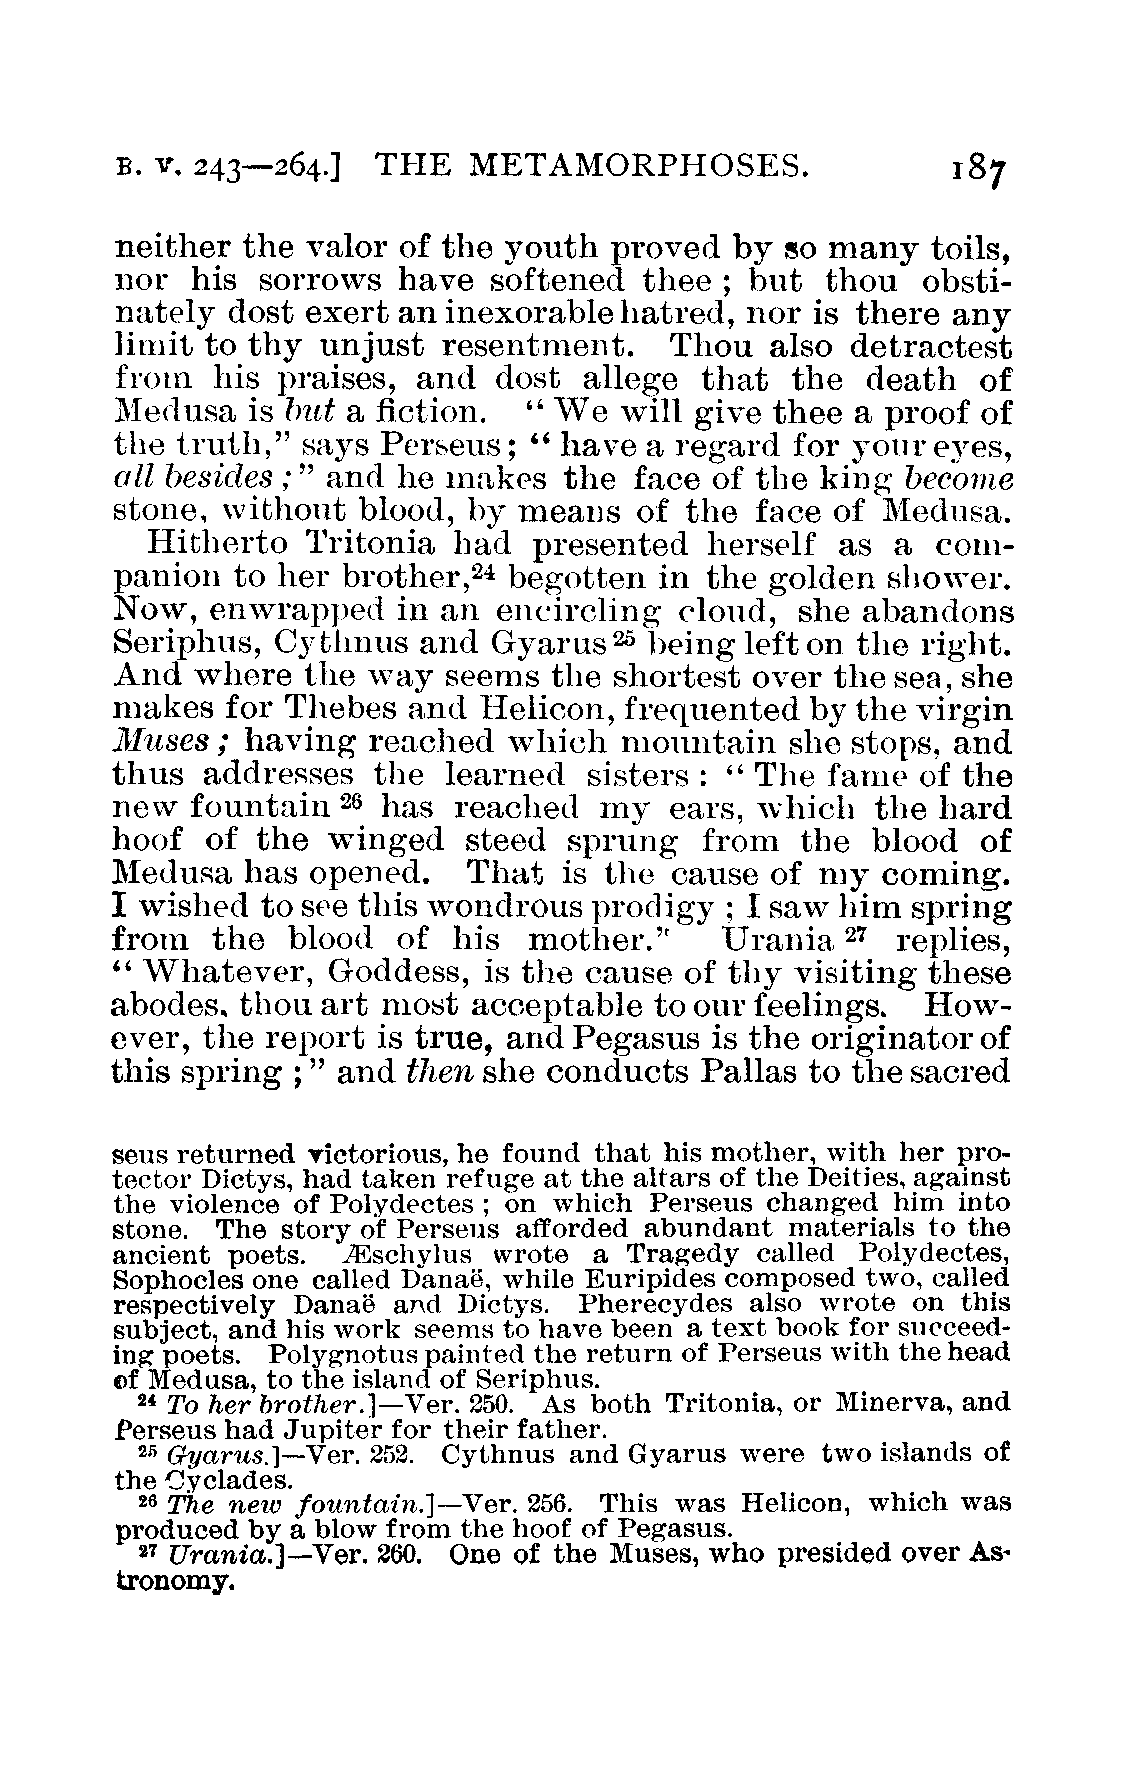 B. V. 243—264.] THE METAMORPHOSES. 187
neither the valor of the youth proved by so many toils,
nor his sorrows have softened thee ; but thou obsti-
nately dost exert an inexorable hatred, nor is there any
limit to thy unjust resentment. Thou also detractest
from his praises, and dost allege that the death of
Medusa is but a fiction. “ We will give thee a proof of
the truth,” says Perseus ; “ have a regard for your eyes,
all besides ;” and he makes the face of the king become
stone, without blood, by means of the face of Medusa.
Hitherto Tritonia had presented herself as a com-
panion to her brother,²⁴ begotten in the golden shower.
Now, enwrapped in an encircling cloud, she abandons
Seriphus, Cythnus and Gyarus ²⁵ being left on the right.
And where the way seems the shortest over the sea, she
makes for Thebes and Helicon, frequented by the virgin
Muses ; having reached which mountain she stops, and
thus addresses the learned sisters : “ The fame of the
new fountain ²⁶ has reached my ears, which the hard
hoof of the winged steed sprung from the blood of
Medusa has opened. That is the cause of my coming.
I wished to see this wondrous prodigy ; I saw him spring
from the blood of his mother.” Urania ²⁷ replies,
“ Whatever, Goddess, is the cause of thy visiting these
abodes, thou art most acceptable to our feelings. How-
ever, the report is true, and Pegasus is the originator of
this spring ;” and then she conducts Pallas to the sacred
seus returned victorious, he found that his mother, with her pro-
tector Dictys, had taken refuge at the altars of the Deities, against
the violence of Polydectes ; on which Perseus changed him into
stone. The story of Perseus afforded abundant materials to the
ancient poets. Æschylus wrote a Tragedy called Polydectes,
Sophocles one called Danaë, while Euripides composed two, called
respectively Danaë and Dictys. Pherecydes also wrote on this
subject, and his work seems to have been a text book for succeed-
ing poets. Polygnotus painted the return of Perseus with the head
of Medusa, to the island of Seriphus.
²⁴ To her brother.]—Ver. 250. As both Tritonia, or Minerva, and
Perseus had Jupiter for their father.
²⁵ Gyarus.]—Ver. 252. Cythnus and Gyarus were two islands of
the Cyclades.
²⁶ The new fountain.]—Ver. 256. This was Helicon, which was
produced by a blow from the hoof of Pegasus.
²⁷ Urania.]—Ver. 260. One of the Muses, who presided over As-
tronomy.